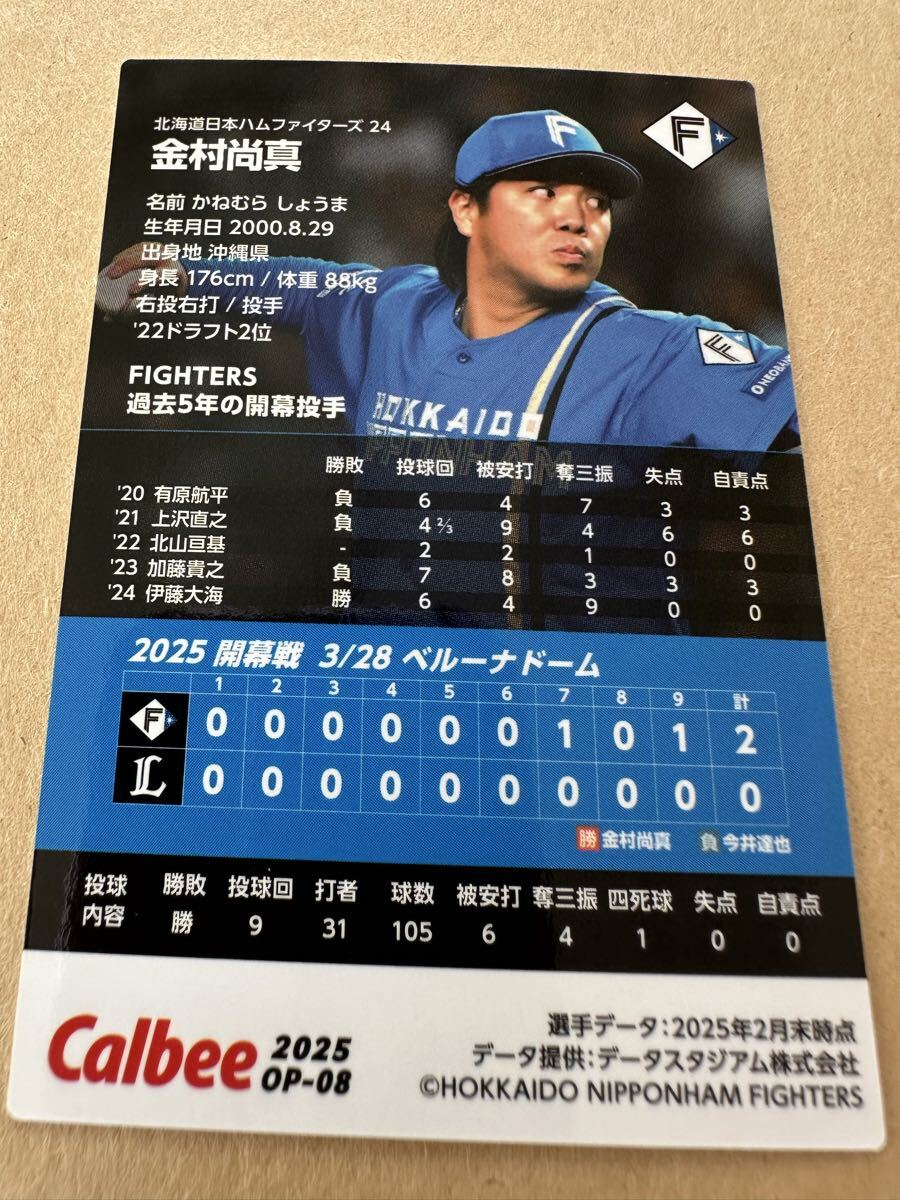 北海道日本ハムファイターズ 24
金村尚真
名前 かねむら しょうま
生年月日 2000.8.29
出身地 沖縄県
身長 176cm / 体重 88kg
右投右打 / 投手
'22ドラフト2位
FIGHTERS
過去5年の開幕投手
F
F
F
ONEOBANK
HOKKAIDO
NIPPONHAM
勝敗 投球回 被安打 奪三振 失点 自責点
'20 有原航平 負 6 4 7 3 3
'21 上沢直之 負 4 2/3 9 4 6 6
'22 北山亘基 - 2 2 1 0 0
'23 加藤貴之 負 7 8 3 3 3
'24 伊藤大海 勝 6 4 9 0 0
2025 開幕戦 3/28 ベルーナドーム
1 2 3 4 5 6 7 8 9 計
F 0 0 0 0 0 0 1 0 1 2
L 0 0 0 0 0 0 0 0 0 0
勝 金村尚真 負 今井達也
投球内容 勝敗 投球回 打者 球数 被安打 奪三振 四死球 失点 自責点
勝 9 31 105 6 4 1 0 0
Calbee 2025 OP-08
選手データ:2025年2月末時点
データ提供:データスタジアム株式会社
©HOKKAIDO NIPPONHAM FIGHTERS